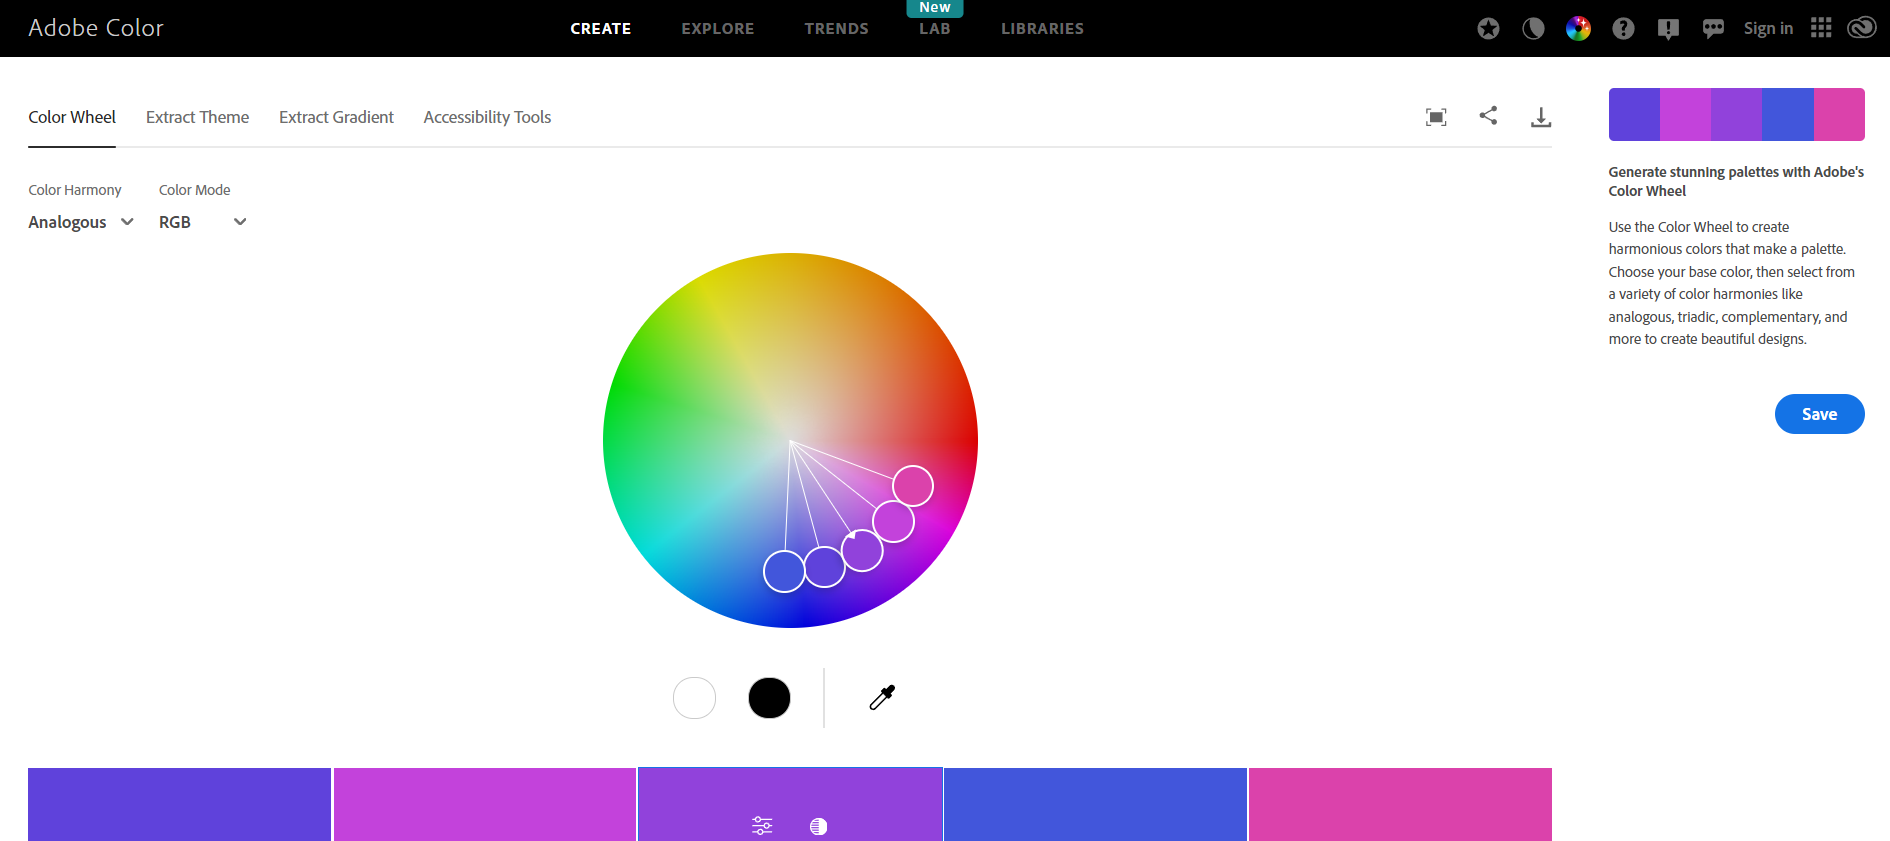 Adobe Color
CREATE
EXPLORE
TRENDS
New
LAB
LIBRARIES
Sign in
Color Wheel
Extract Theme
Extract Gradient
Accessibility Tools
Color Harmony
Color Mode
Analogous
RGB
Generate stunning palettes with Adobe's
Color Wheel
Use the Color Wheel to create
harmonious colors that make a palette.
Choose your base color, then select from
a variety of color harmonies like
analogous, triadic, complementary, and
more to create beautiful designs.
Save